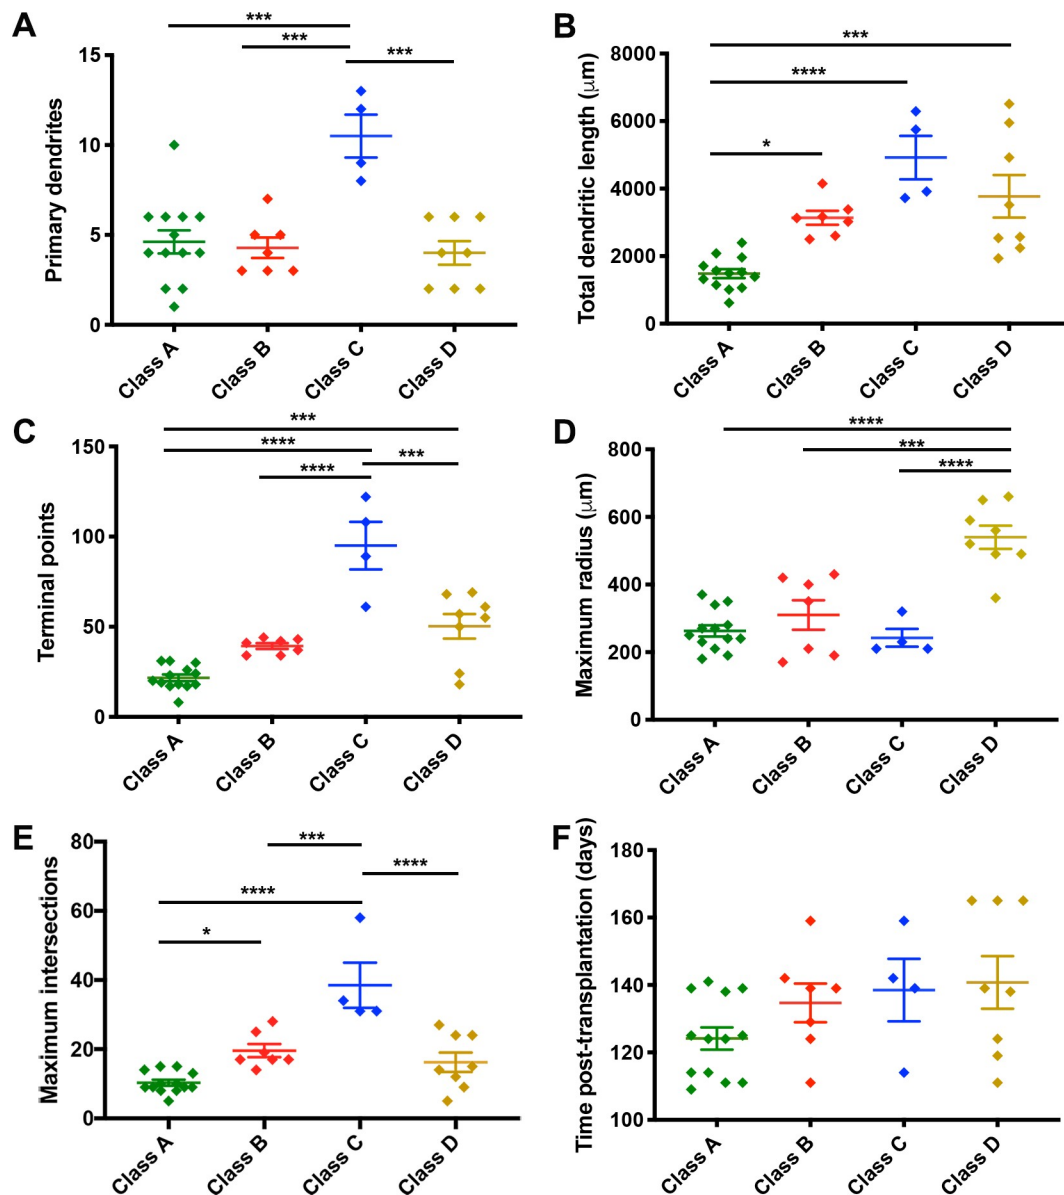 A
***
***
***
15
10
5
0
Primary dendrites
Class A
Class B
Class C
Class D
B
***
****
*
8000
6000
4000
2000
0
Total dendritic length (μm)
Class A
Class B
Class C
Class D
C
***
****
***
****
150
100
50
0
Terminal points
Class A
Class B
Class C
Class D
D
****
***
****
800
600
400
200
0
Maximum radius (μm)
Class A
Class B
Class C
Class D
E
***
****
****
*
80
60
40
20
0
Maximum intersections
Class A
Class B
Class C
Class D
F
180
160
140
120
100
Time post-transplantation (days)
Class A
Class B
Class C
Class D